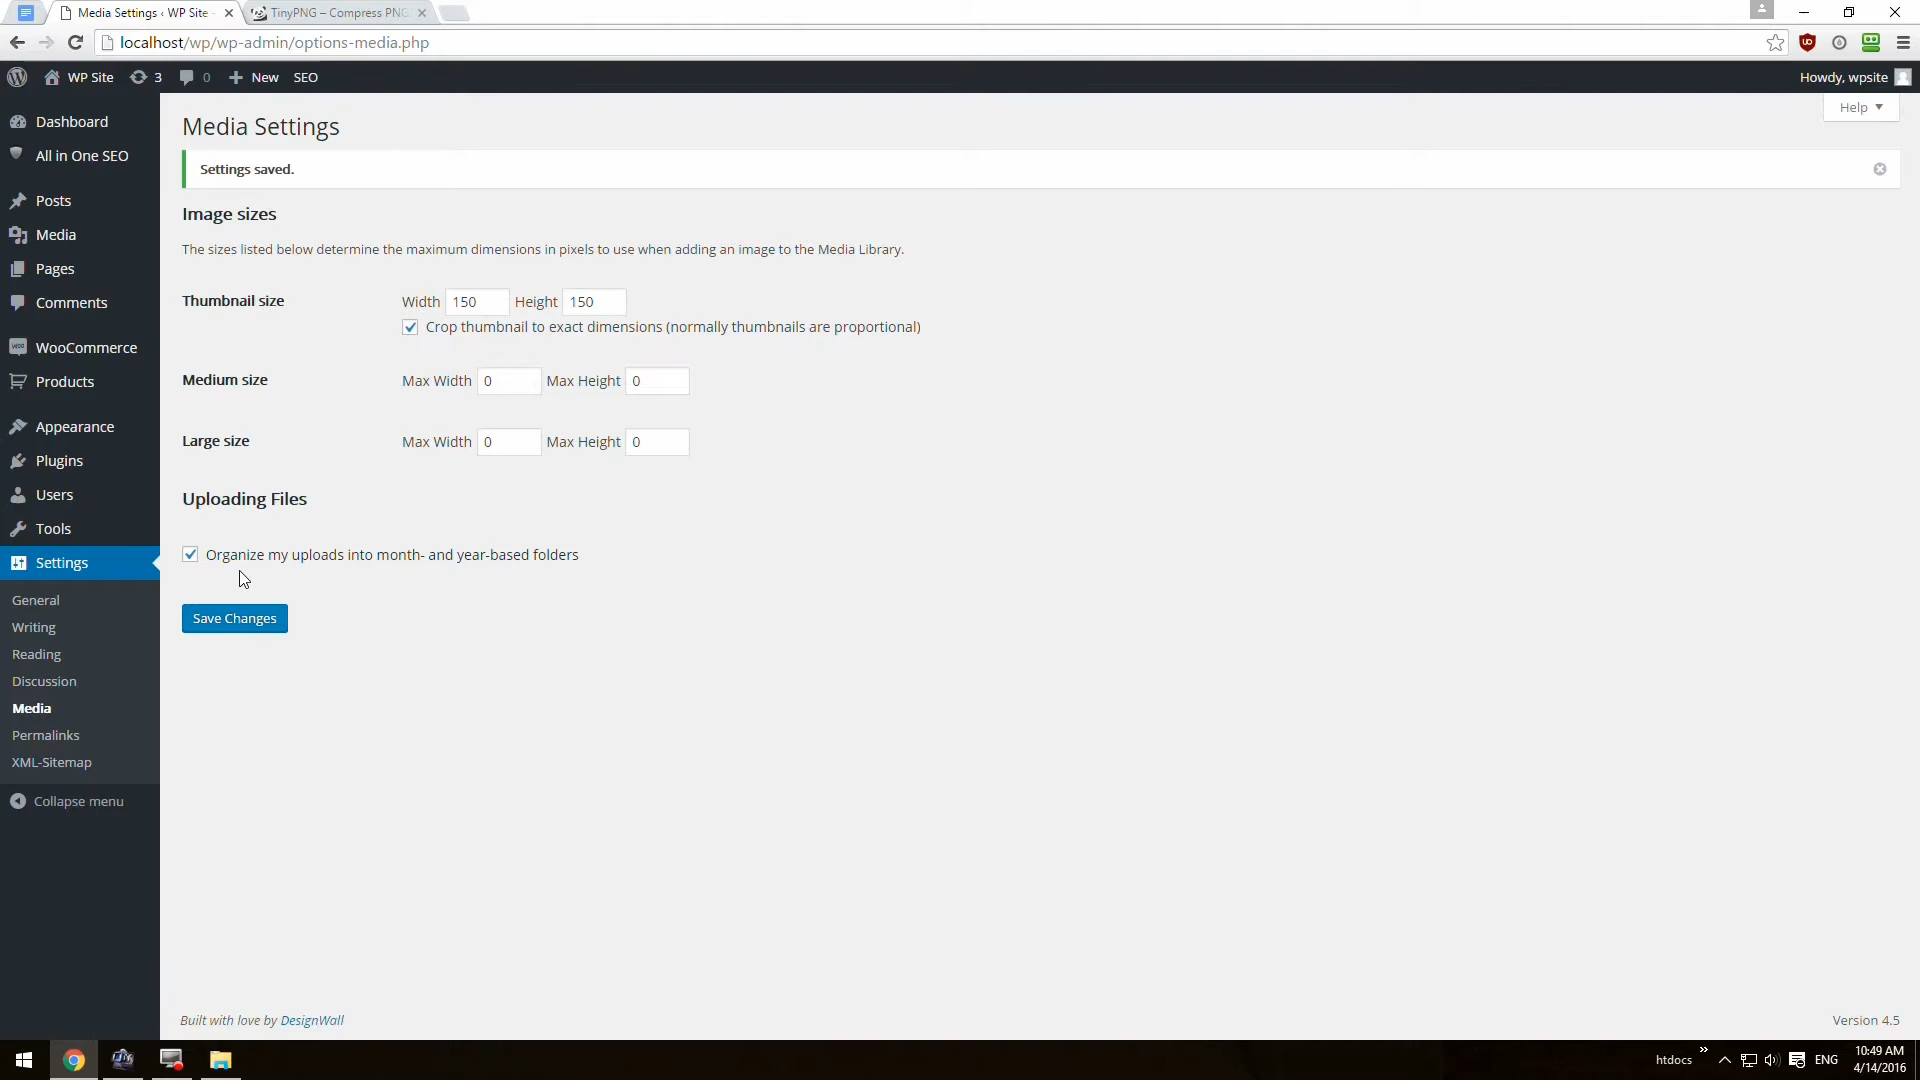 Media Settings ‹ WP Site
TinyPNG – Compress PNG
localhost/wp/wp-admin/options-media.php
WP Site
3
0
New
SEO
Howdy, wpsite
Help
Dashboard
All in One SEO
Posts
Media
Pages
Comments
WooCommerce
Products
Appearance
Plugins
Users
Tools
Settings
General
Writing
Reading
Discussion
Media
Permalinks
XML-Sitemap
Collapse menu
Media Settings
Settings saved.
Image sizes
The sizes listed below determine the maximum dimensions in pixels to use when adding an image to the Media Library.
Thumbnail size Width 150 Height 150
Crop thumbnail to exact dimensions (normally thumbnails are proportional)
Medium size Max Width 0 Max Height 0
Large size Max Width 0 Max Height 0
Uploading Files
Organize my uploads into month- and year-based folders
Save Changes
Built with love by DesignWall
Version 4.5
htdocs
ENG
10:49 AM
4/14/2016